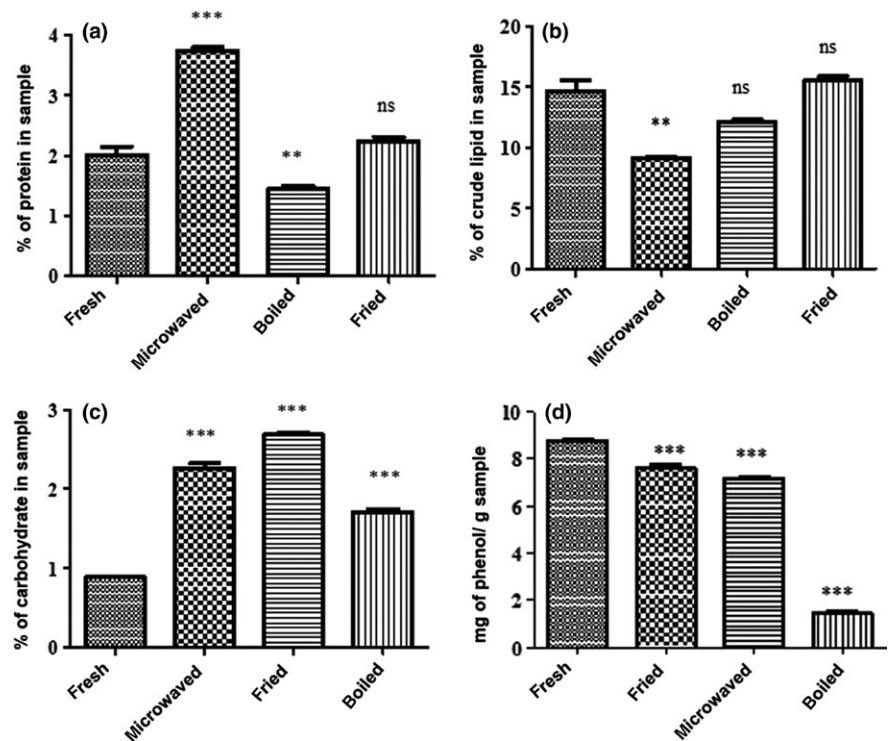 (a)
% of protein in sample
4
3
2
1
0
***
**
ns
Fresh
Microwaved
Boiled
Fried
(b)
% of crude lipid in sample
20
15
10
5
0
**
ns
ns
Fresh
Microwaved
Boiled
Fried
(c)
% of carbohydrate in sample
3
2
1
0
***
***
***
Fresh
Microwaved
Fried
Boiled
(d)
mg of phenol/ g sample
10
8
6
4
2
0
***
***
***
Fresh
Fried
Microwaved
Boiled